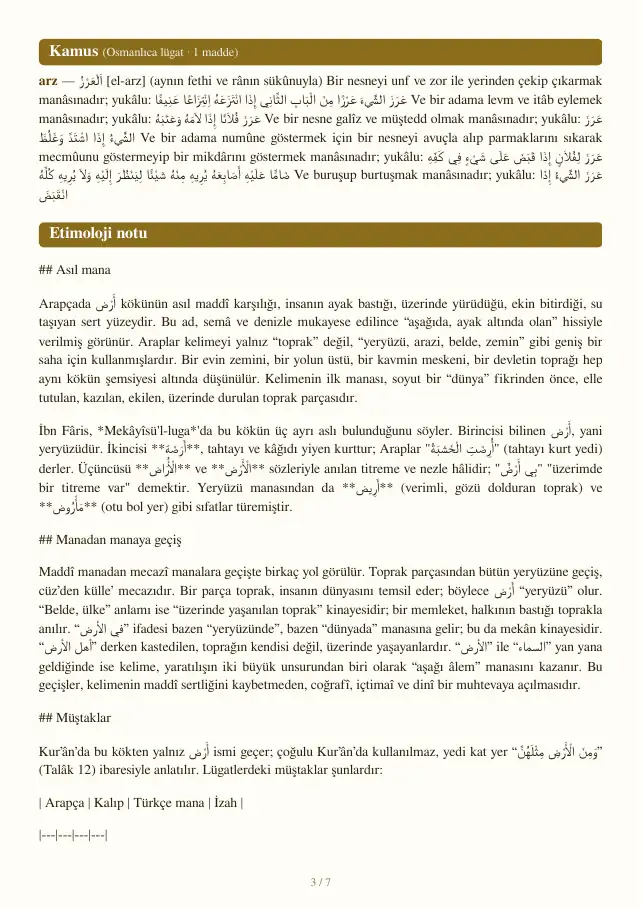 Kamus (Osmanlıca lügat · 1 madde)
arz — اَلْعَرْزُ [el-arz] (aynın fethi ve rânın sükûnuyla) Bir nesneyi unf ve zor ile yerinden çekip çıkarmak
manâsınadır; yukâlu: عَرَزَ الشَّيْءَ عَرْزًا مِنَ الْبَابِ الثَّانِي إِذَا انْتَزَعَهُ اِنْتِزَاعًا عَنِيفًا Ve bir adama levm ve itâb eylemek
manâsınadır; yukâlu: عَرَزَ فُلاَنًا إِذَا لاَمَهُ وَعَتَبَهُ Ve bir nesne galîz ve müştedd olmak manâsınadır; yukâlu: عَرَزَ
الشَّيْءُ إِذَا اشْتَدَّ وَغَلُظَ Ve bir adama numûne göstermek için bir nesneyi avuçla alıp parmaklarını sıkarak
mecmûunu göstermeyip bir mikdârını göstermek manâsınadır; yukâlu: عَرَزَ لِفُلاَنٍ إِذَا قَبَضَ عَلَى شَيْءٍ فِي كَفِّهِ
ضَامًّا عَلَيْهِ أَصَابِعَهُ يُرِيهِ مِنْهُ شَيْئًا لِيَنْظُرَ إِلَيْهِ وَلاَ يُرِيهِ كُلَّهُ Ve buruşup burtuşmak manâsınadır; yukâlu: عَرَزَ الشَّيْءُ إِذَا
انْقَبَضَ
Etimoloji notu
## Asıl mana
Arapçada أَرْض kökünün asıl maddî karşılığı, insanın ayak bastığı, üzerinde yürüdüğü, ekin bitirdiği, su
taşıyan sert yüzeydir. Bu ad, semâ ve denizle mukayese edilince “aşağıda, ayak altında olan” hissiyle
verilmiş görünür. Araplar kelimeyi yalnız “toprak” değil, “yeryüzü, arazi, belde, zemin” gibi geniş bir
saha için kullanmışlardır. Bir evin zemini, bir yolun üstü, bir kavmin meskeni, bir devletin toprağı hep
aynı kökün şemsiyesi altında düşünülür. Kelimenin ilk manası, soyut bir “dünya” fikrinden önce, elle
tutulan, kazılan, ekilen, üzerinde durulan toprak parçasıdır.
İbn Fâris, *Mekâyîsü'l-luga*'da bu kökün üç ayrı aslı bulunduğunu söyler. Birincisi bilinen أَرْض, yani
yeryüzüdür. İkincisi **أَرَضَة**, tahtayı ve kâğıdı yiyen kurttur; Araplar "أُرِضَتِ الْخَشَبَةُ" (tahtayı kurt yedi)
derler. Üçüncüsü **الْأُرَاض** ve **الْأَرْض** sözleriyle anılan titreme ve nezle hâlidir; "بِي أَرْضٌ" "üzerimde
bir titreme var" demektir. Yeryüzü manasından da **أَرِيض** (verimli, gözü dolduran toprak) ve
**مَأْرُوض** (otu bol yer) gibi sıfatlar türemiştir.
## Manadan manaya geçiş
Maddî manadan mecazî manalara geçişte birkaç yol görülür. Toprak parçasından bütün yeryüzüne geçiş,
cüz’den külle’ mecazıdır. Bir parça toprak, insanın dünyasını temsil eder; böylece أَرْض “yeryüzü” olur.
“Belde, ülke” anlamı ise “üzerinde yaşanılan toprak” kinayesidir; bir memleket, halkının bastığı toprakla
anılır. “في الأرض” ifadesi bazen “yeryüzünde”, bazen “dünyada” manasına gelir; bu da mekân kinayesidir.
“أهل الأرض” derken kastedilen, toprağın kendisi değil, üzerinde yaşayanlardır. “الأرض” ile “السماء” yan yana
geldiğinde ise kelime, yaratılışın iki büyük unsurundan biri olarak “aşağı âlem” manasını kazanır. Bu
geçişler, kelimenin maddî sertliğini kaybetmeden, coğrafî, içtimaî ve dinî bir muhtevaya açılmasıdır.
## Müştaklar
Kur’ân’da bu kökten yalnız أَرْض ismi geçer; çoğulu Kur’ân’da kullanılmaz, yedi kat yer “وَمِنَ الْأَرْضِ مِثْلَهُنَّ”
(Talâk 12) ibaresiyle anlatılır. Lügatlerdeki müştaklar şunlardır:
| Arapça | Kalıp | Türkçe mana | İzah |
|---|---|---|---|
3 / 7